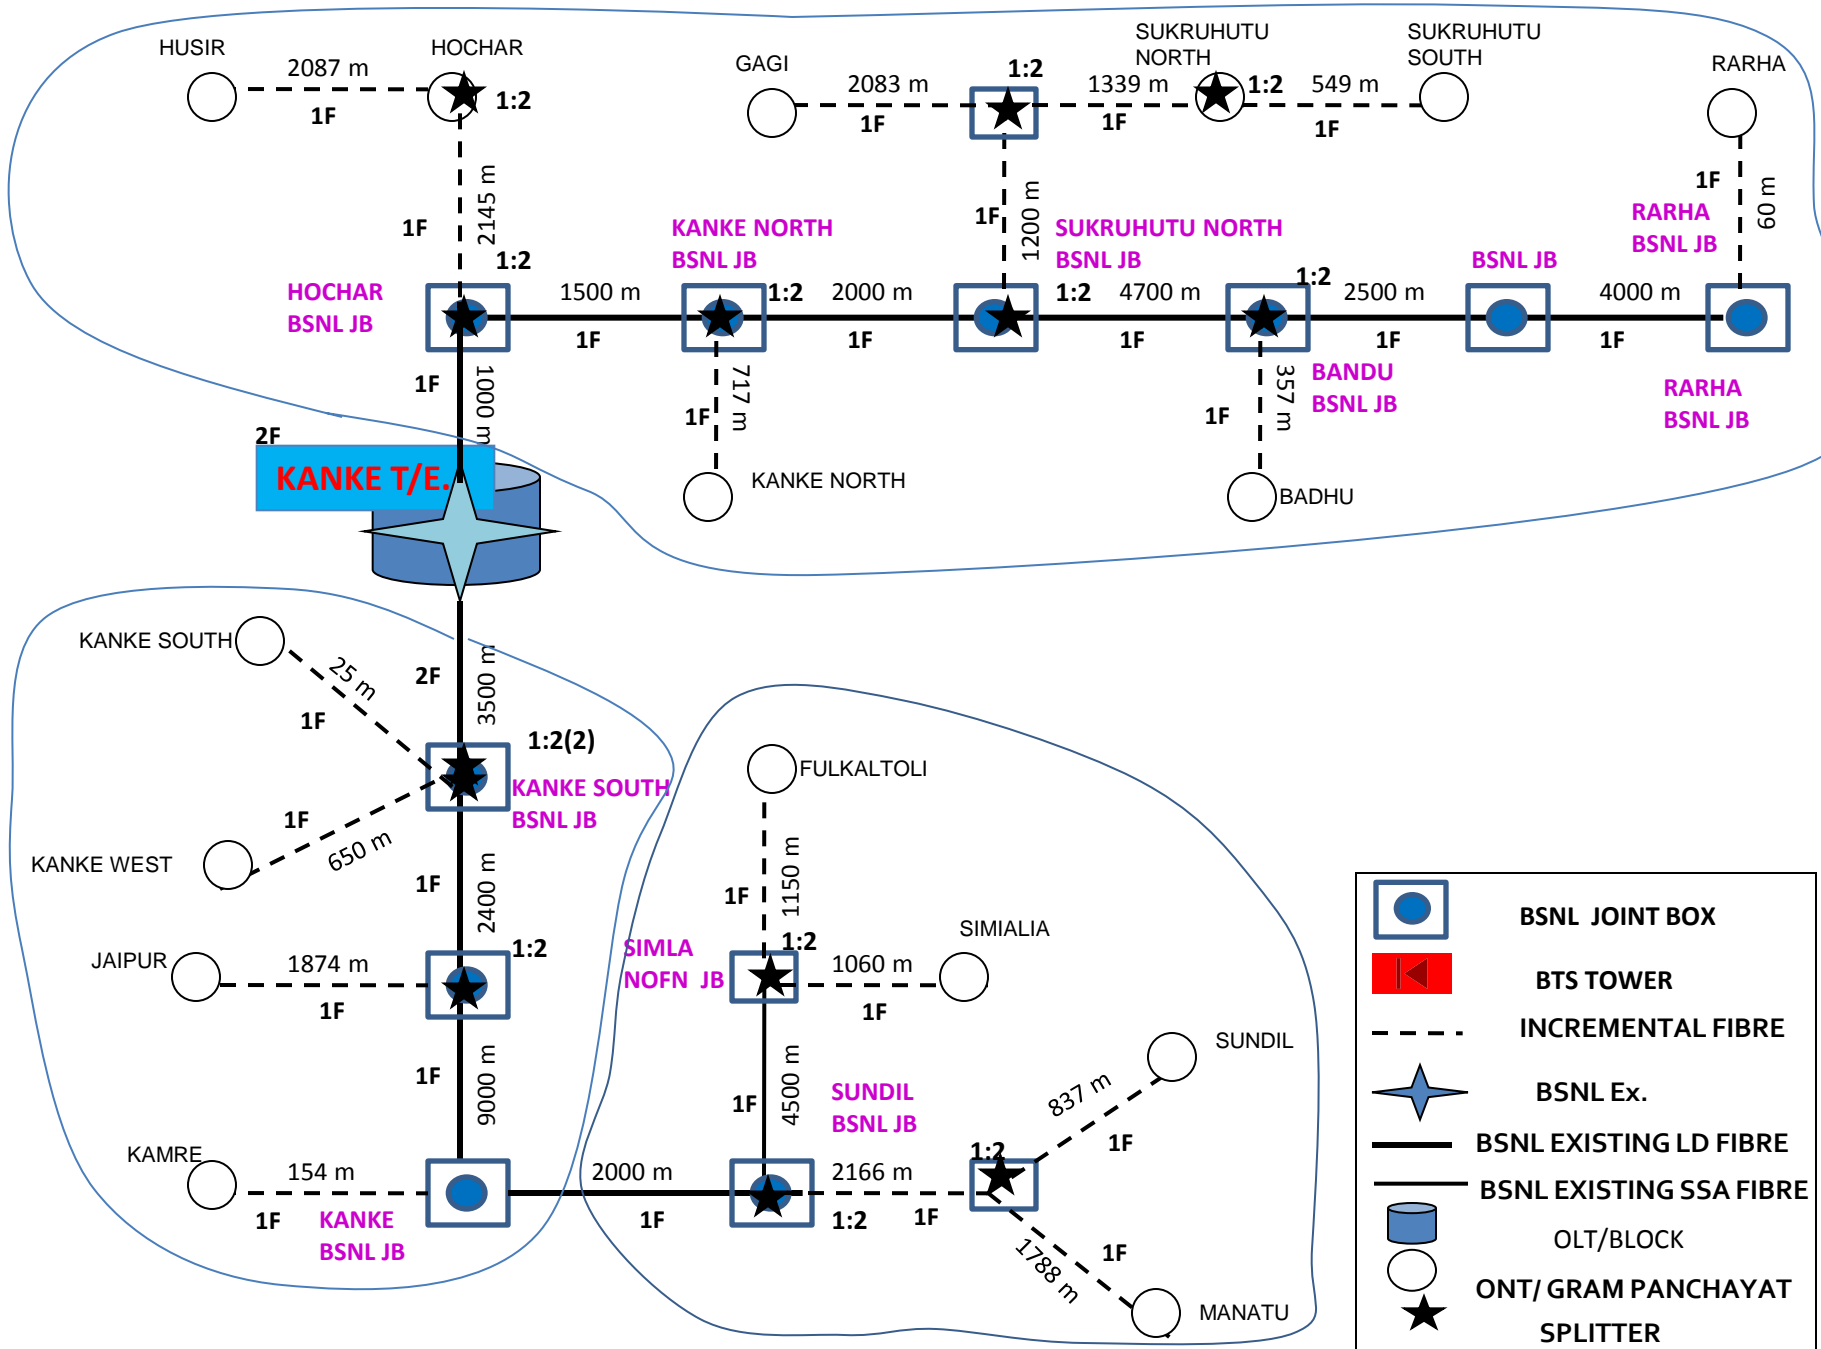 HUSIR
HOCHAR
2087 m
1F
1:2
GAGI
2083 m
1F
1:2
SUKRUHUTU
NORTH
1339 m
1F
1:2
SUKRUHUTU
SOUTH
549 m
1F
RARHA
1F
60 m
RARHA
BSNL JB
2145 m
1F
1:2
HOCHAR
BSNL JB
1500 m
1F
KANKE NORTH
BSNL JB
1:2
2000 m
1F
1F
1200 m
SUKRUHUTU NORTH
BSNL JB
1:2
4700 m
1F
1:2
BSNL JB
2500 m
1F
4000 m
1F
BANDU
BSNL JB
RARHA
BSNL JB
1F
1000 m
717 m
1F
KANKE NORTH
357 m
1F
BADHU
2F
KANKE T/E.
KANKE SOUTH
25 m
1F
2F
3500 m
1:2(2)
KANKE SOUTH
BSNL JB
1F
650 m
KANKE WEST
1F
2400 m
JAIPUR
1874 m
1F
1:2
1F
9000 m
KAMRE
154 m
1F
KANKE
BSNL JB
2000 m
1F
FULKALTOLI
1F
1150 m
SIMLA
NOFN JB
1:2
SIMIALIA
1060 m
1F
1F
4500 m
SUNDIL
BSNL JB
2166 m
1:2
1F
1:2
837 m
1F
SUNDIL
1F
1788 m
MANATU
BSNL JOINT BOX
BTS TOWER
INCREMENTAL FIBRE
BSNL Ex.
BSNL EXISTING LD FIBRE
BSNL EXISTING SSA FIBRE
OLT/BLOCK
ONT/ GRAM PANCHAYAT
SPLITTER